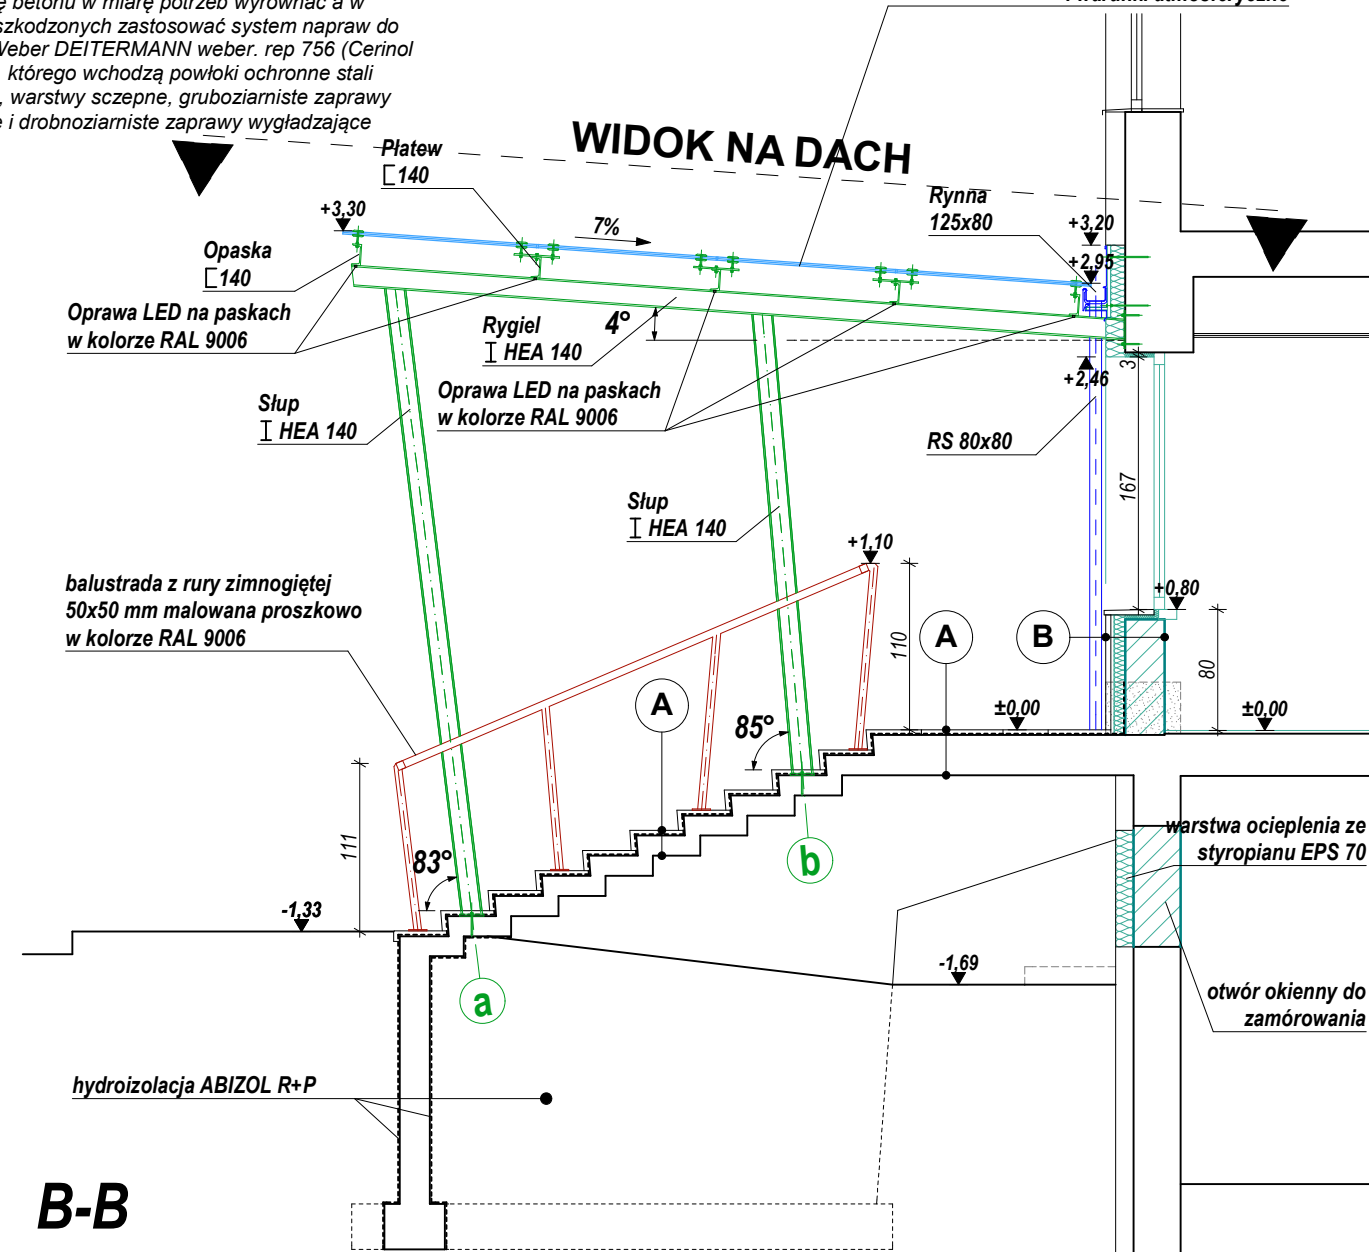 betonu w miarę potrzeb wyrównać a w
szkodzonych zastosować system napraw do
Weber DEITERMANN weber. rep 756 (Cerinol
którego wchodzą powłoki ochronne stali
, warstwy sczepne, gruboziarniste zaprawy
i drobnoziarniste zaprawy wygładzające
WIDOK NA DACH
Płatew
140
+3,30
7%
Rynna
125x80
+3,20
+2,95
Opaska
140
Oprawa LED na paskach
w kolorze RAL 9006
Rygiel
HEA 140
4°
Oprawa LED na paskach
w kolorze RAL 9006
3
+2,46
Słup
HEA 140
RS 80x80
167
Słup
HEA 140
+1,10
balustrada z rury zimnogiętej
50x50 mm malowana proszkowo
w kolorze RAL 9006
+0,80
110
A
B
80
A
85°
±0,00
±0,00
111
83°
b
warstwa ocieplenia ze
styropianu EPS 70
-1,33
-1,69
a
otwór okienny do
zamórowania
hydroizolacja ABIZOL R+P
B-B